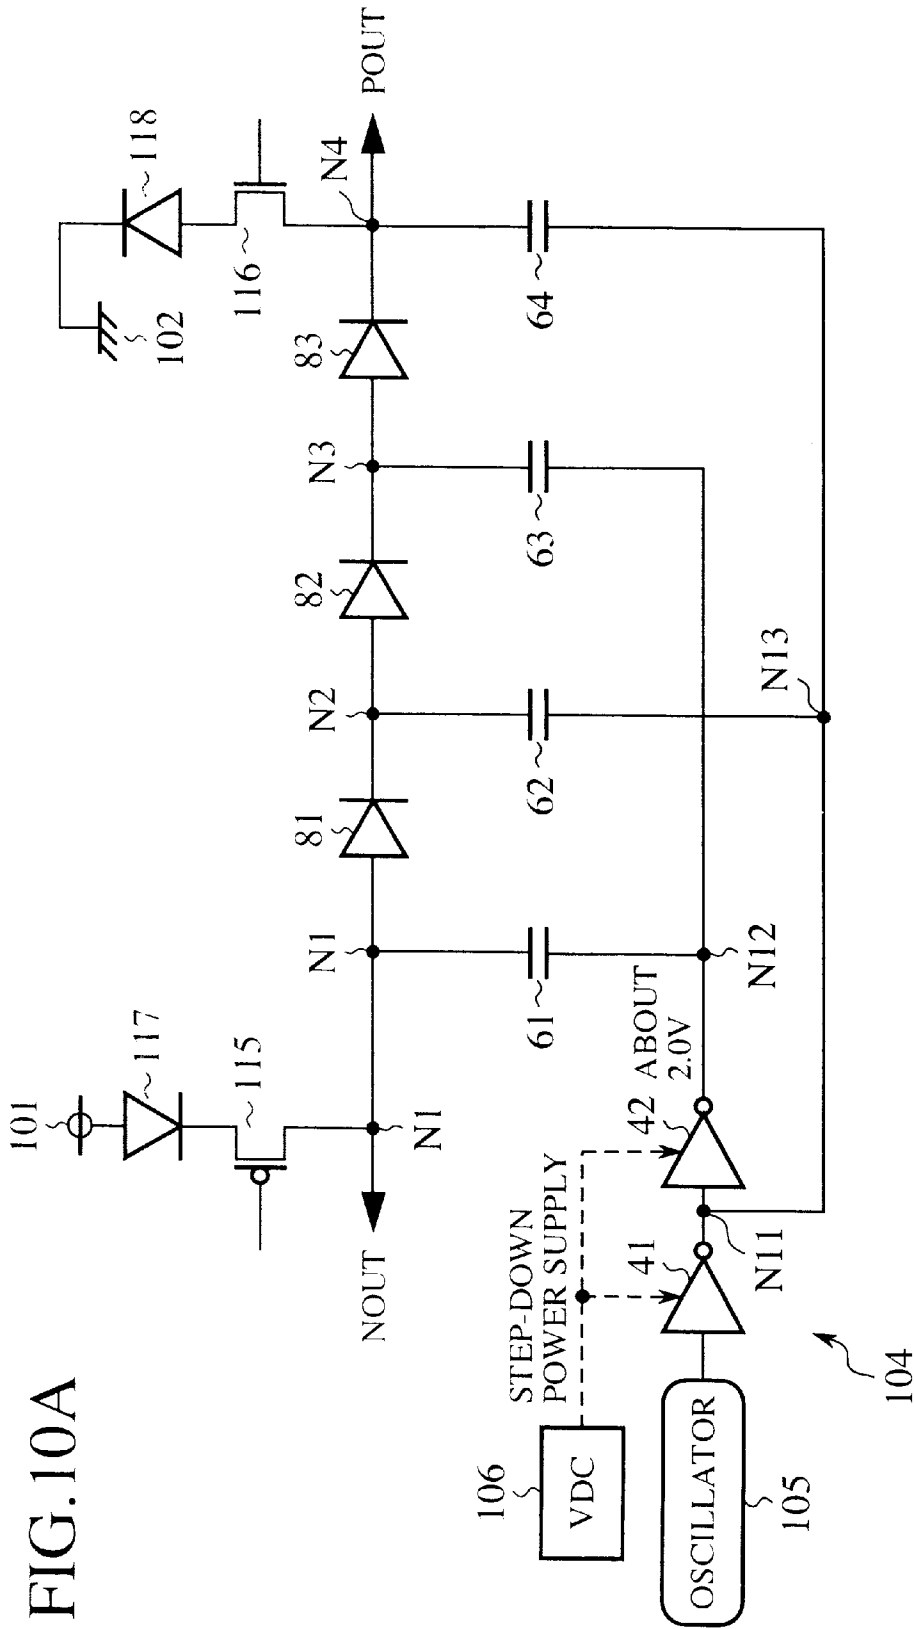 FIG.10A
101
117
115
118
116
102
NOUT
N1
N1
81
N2
82
N3
83
N4
POUT
61
62
63
64
106
VDC
STEP-DOWN
POWER SUPPLY
ABOUT
2.0V
OSCILLATOR
105
41
N11
42
N12
N13
104